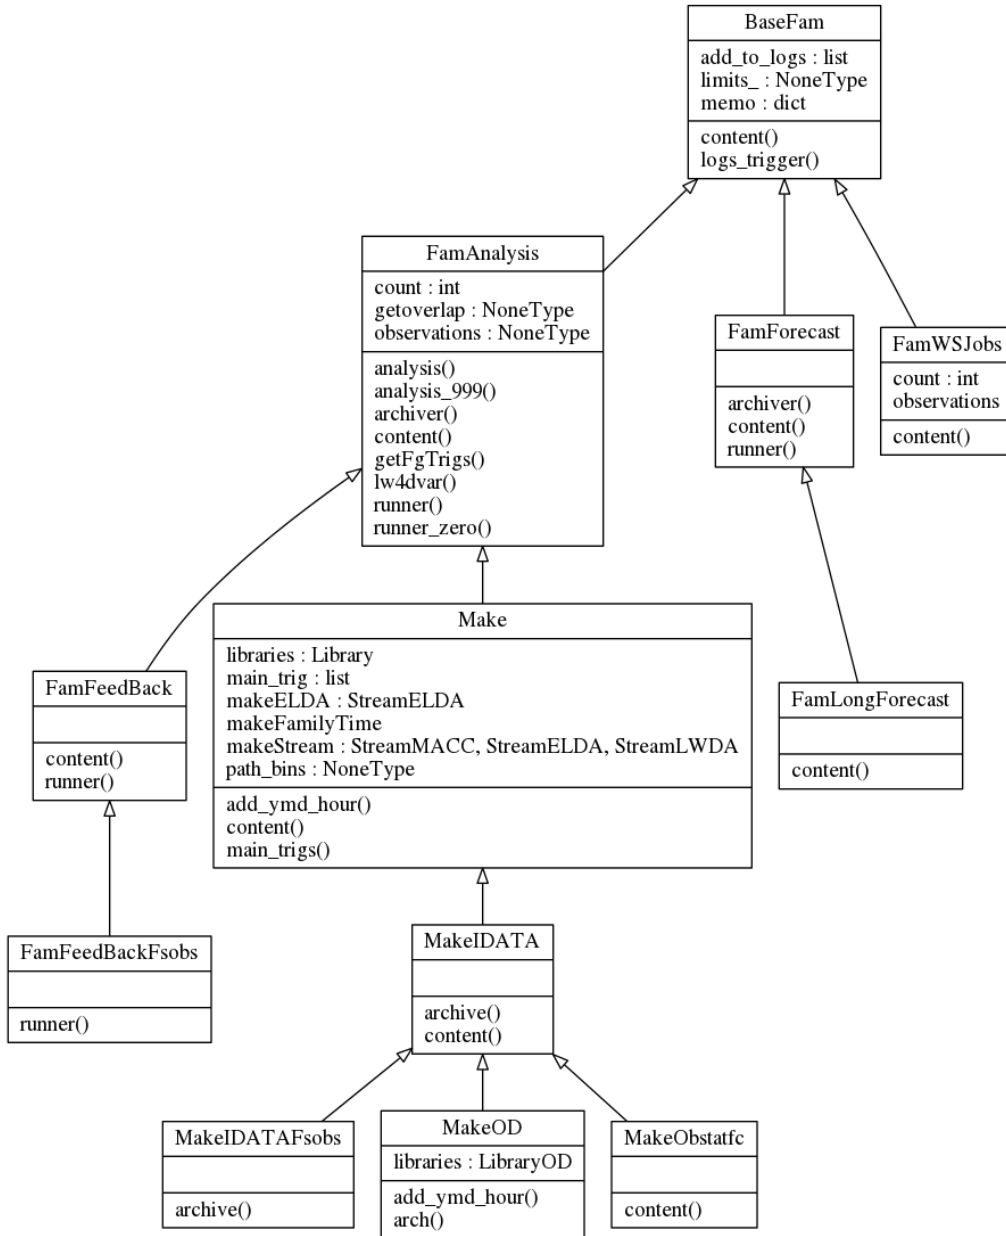 BaseFam
add_to_logs : list
limits_ : NoneType
memo : dict
content()
logs_trigger()
FamAnalysis
count : int
getoverlap : NoneType
observations : NoneType
analysis()
analysis_999()
archiver()
content()
getFgTrigs()
lw4dvar()
runner()
runner_zero()
FamForecast
archiver()
content()
runner()
FamWSJobs
count : int
observations
content()
Make
libraries : Library
main_trig : list
makeELDA : StreamELDA
makeFamilyTime
makeStream : StreamMACC, StreamELDA, StreamLWDA
path_bins : NoneType
add_ymd_hour()
content()
main_trigs()
FamFeedBack
content()
runner()
FamLongForecast
content()
FamFeedBackFsobs
runner()
MakeIDATA
archive()
content()
MakeIDATAFsobs
archive()
MakeOD
libraries : LibraryOD
add_ymd_hour()
arch()
MakeObstatfc
content()